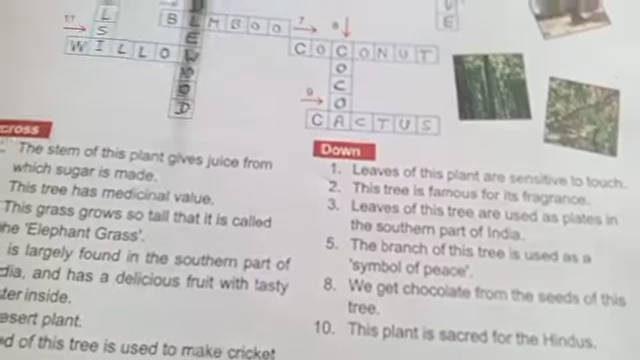 L
S
U
E
17
BAMBOO
7
8
L
E
W
O
O
D
WILLOW
COCONUT
O
C
O
9
CACTUS
cross
Down
The stem of this plant gives juice from
which sugar is made.
This tree has medicinal value.
This grass grows so tall that it is called
the 'Elephant Grass'.
is largely found in the southern part of
dia, and has a delicious fruit with tasty
ter inside.
esert plant.
d of this tree is used to make cricket
1. Leaves of this plant are sensitive to touch.
2. This tree is famous for its fragrance.
3. Leaves of this tree are used as plates in
the southern part of India.
5. The branch of this tree is used as a
'symbol of peace'.
8. We get chocolate from the seeds of this
tree.
10. This plant is sacred for the Hindus.